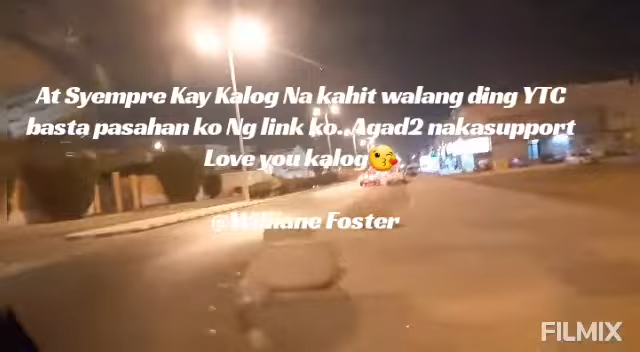 At Syempre Kay Kalog Na kahit walang ding YTC
basta pasahan ko Ng link ko..Agad2 nakasupport
Love you kalog😘
Foster
FILMIX